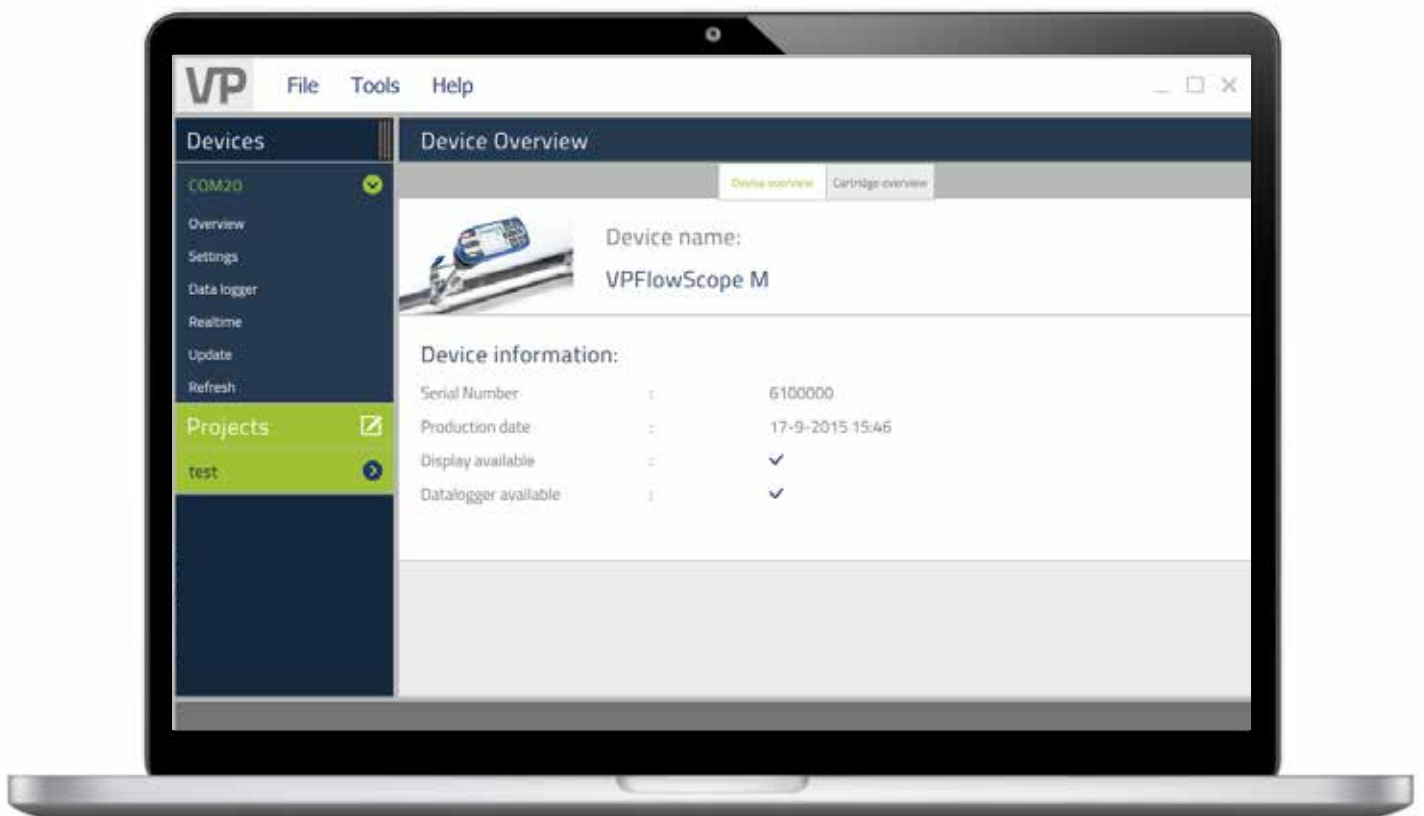 VP File Tools Help
Devices
COM20
Overview
Settings
Data logger
Realtime
Update
Refresh
Projects
test
Device Overview
Device overview Cartridge overview
Device name:
VPFlowScope M
Device information:
Serial Number : 6100000
Production date : 17-9-2015 15:46
Display available :
Datalogger available :